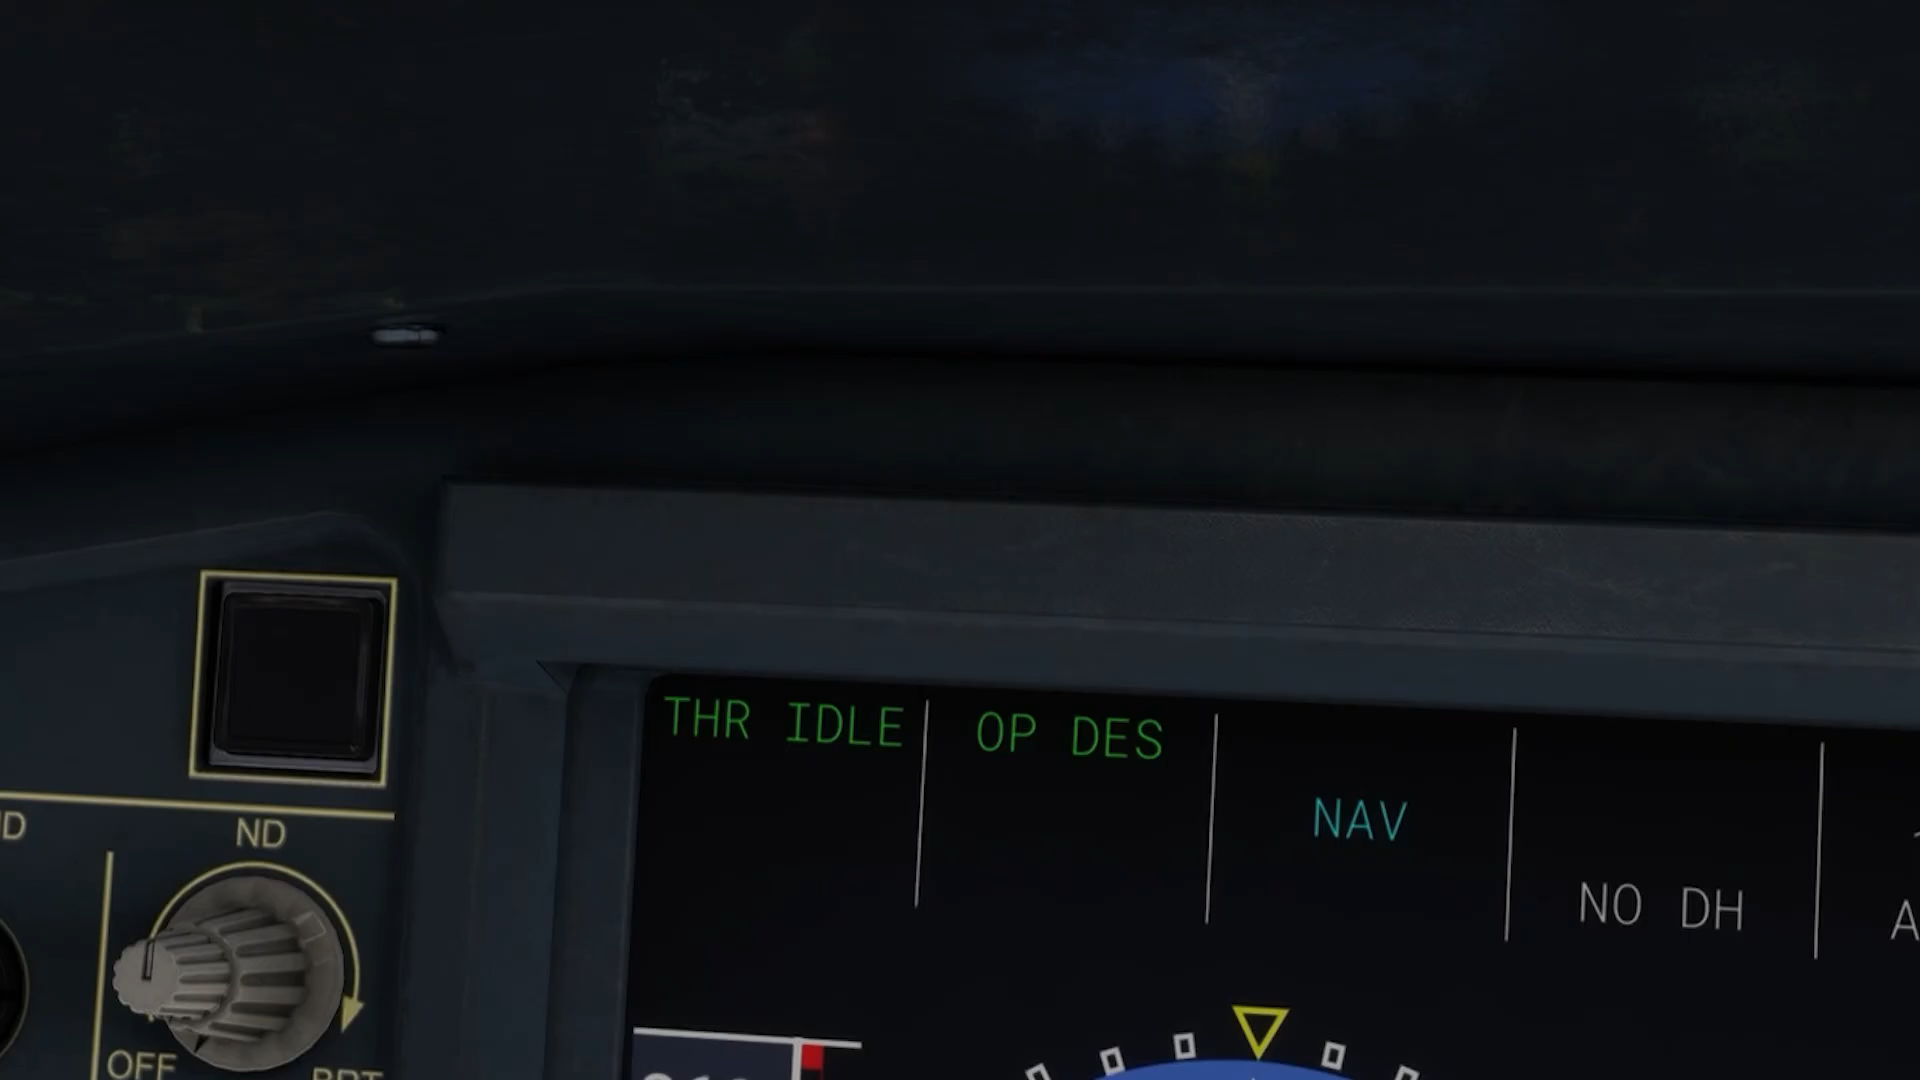 THR IDLE OP DES
NAV
NO DH
ND
OFF